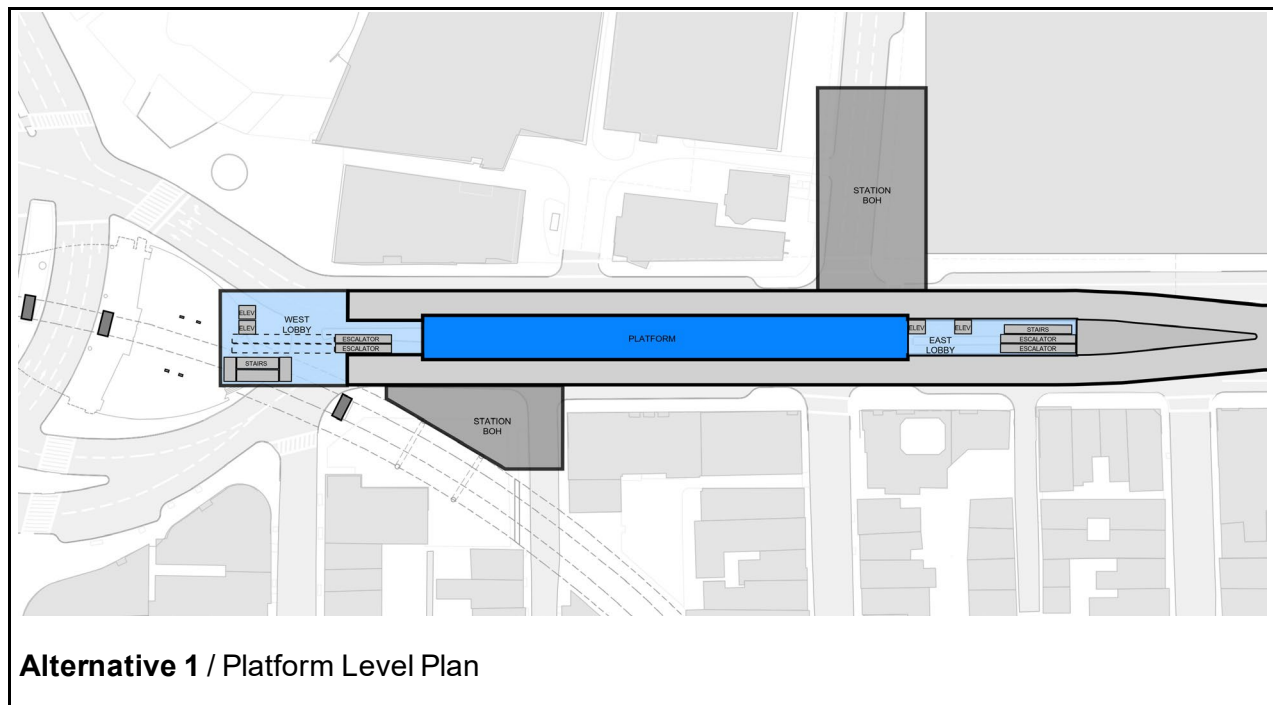 STATION
BOH
WEST
LOBBY
ELEV
ELEV
ESCALATOR
ESCALATOR
STAIRS
PLATFORM
ELEV
ELEV
EAST
LOBBY
STAIRS
ESCALATOR
ESCALATOR
STATION
BOH
Alternative 1 / Platform Level Plan